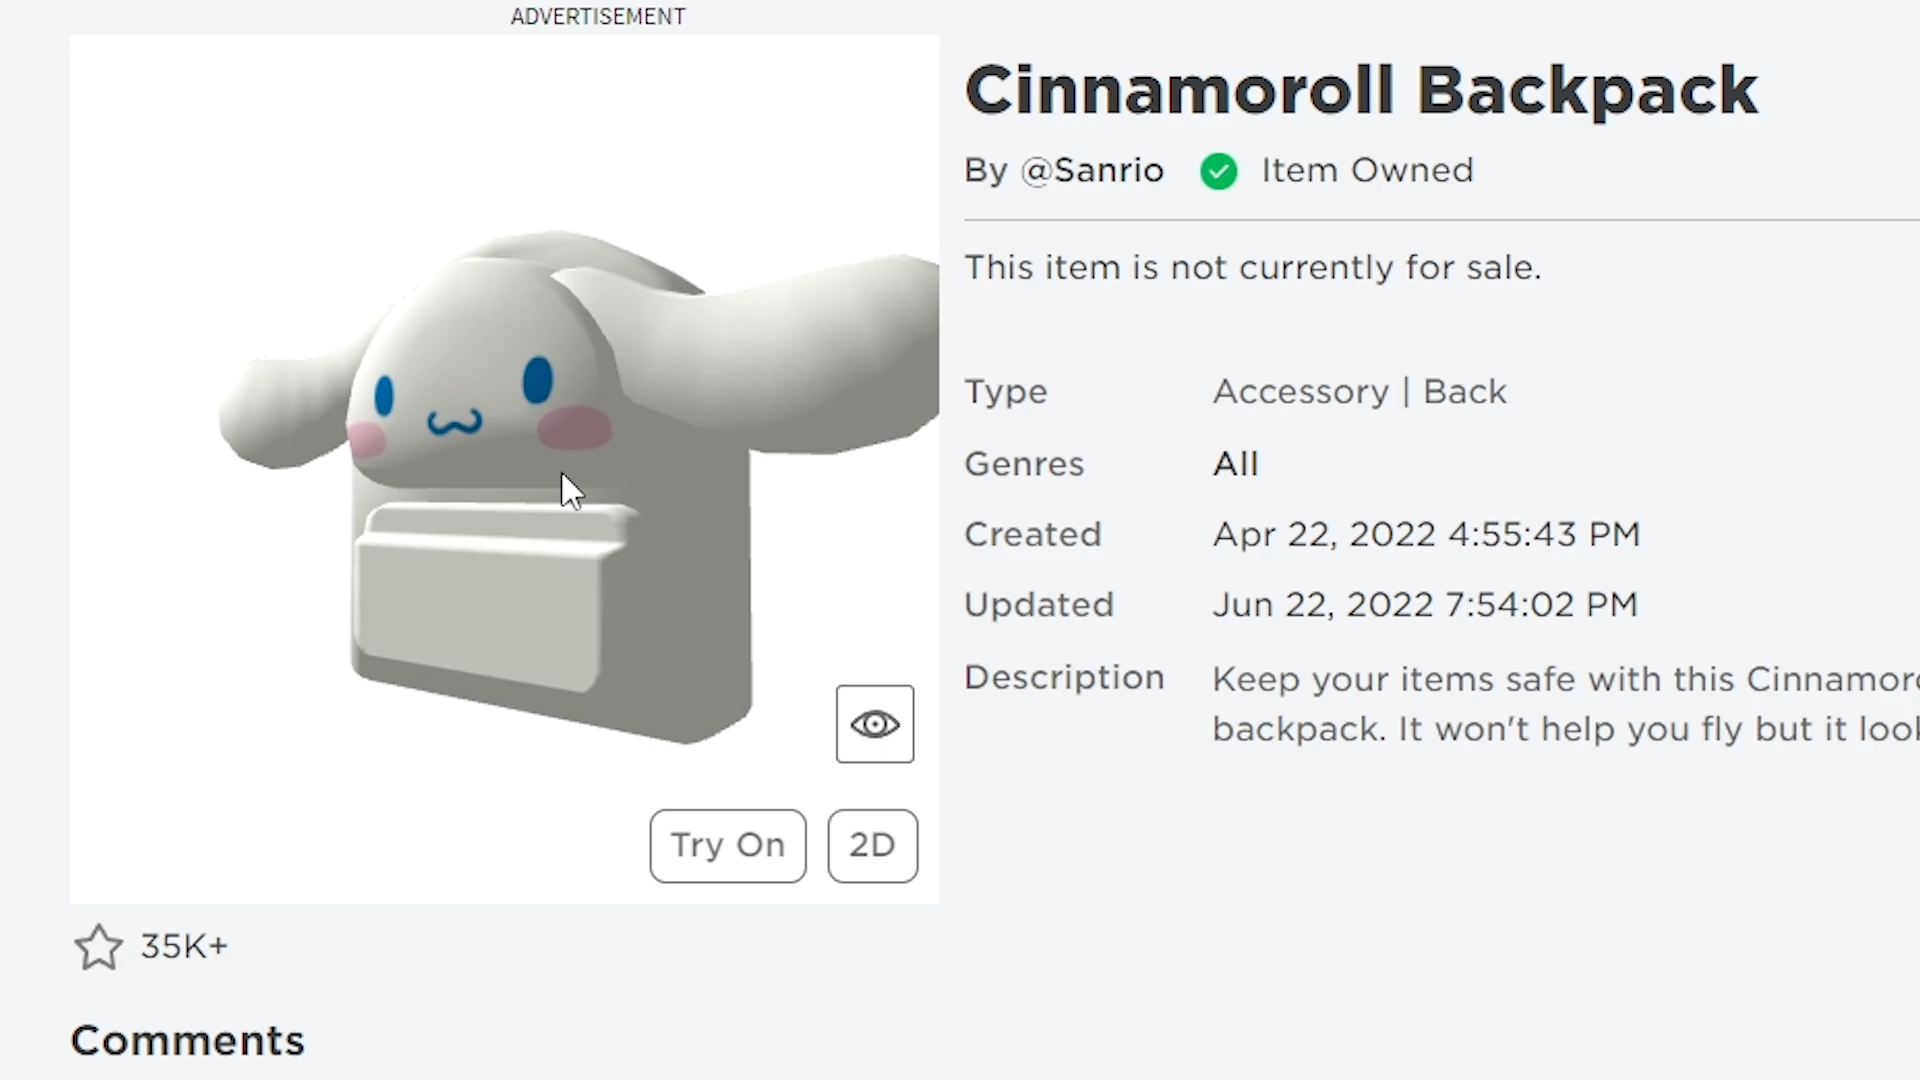 ADVERTISEMENT
Cinnamoroll Backpack
By @Sanrio Item Owned
This item is not currently for sale.
Type Accessory | Back
Genres All
Created Apr 22, 2022 4:55:43 PM
Updated Jun 22, 2022 7:54:02 PM
Description Keep your items safe with this
backpack. It won't help you fly but it
Try On 2D
35K+
Comments